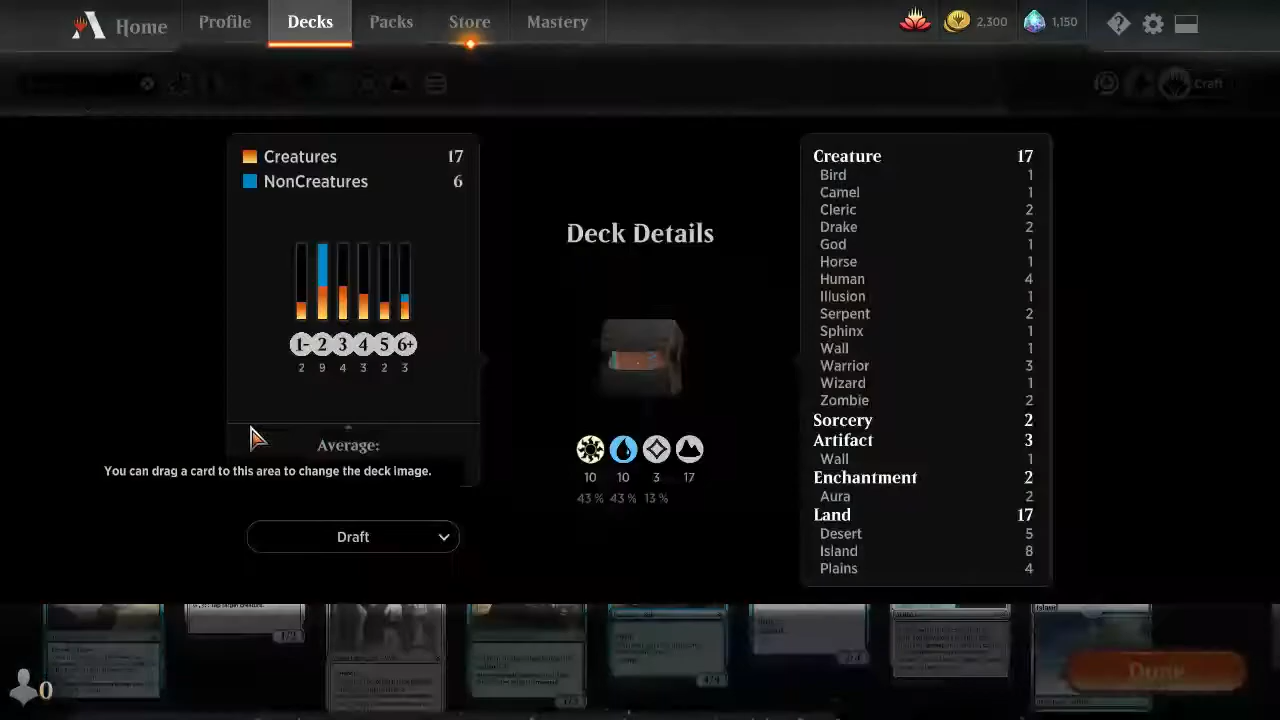 Home Profile Decks Packs Store Mastery 2,300 1,150
Craft
Creatures 17
NonCreatures 6
1- 2 3 4 5 6+
2 9 4 3 2 3
Average:
You can drag a card to this area to change the deck image.
Draft
Deck Details
10 10 3 17
43 % 43 % 13 %
Creature 17
Bird 1
Camel 1
Cleric 2
Drake 2
God 1
Horse 1
Human 4
Illusion 1
Serpent 2
Sphinx 1
Wall 1
Warrior 3
Wizard 1
Zombie 2
Sorcery 2
Artifact 3
Wall 1
Enchantment 2
Aura 2
Land 17
Desert 5
Island 8
Plains 4
Island
4/4
0
Done